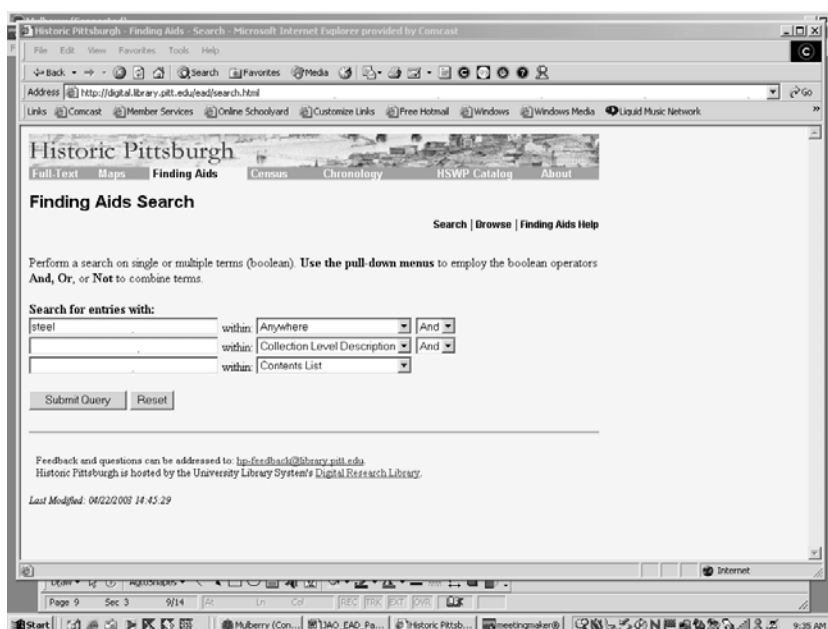 Historic Pittsburgh - Finding Aids - Search - Microsoft Internet Explorer provided by Comcast
File Edit View Favorites Tools Help
Back Search Favorites Media
Address http://digital.library.pitt.edu/ead/search.html Go
Links Comcast Member Services Online Schoolyard Customize Links Free Hotmail Windows Windows Media Liquid Music Network
Historic Pittsburgh
Full-Text Maps Finding Aids Census Chronology HSWP Catalog About
Finding Aids Search
Search | Browse | Finding Aids Help
Perform a search on single or multiple terms (boolean). Use the pull-down menus to employ the boolean operators
And, Or, or Not to combine terms.
Search for entries with:
steel within: Anywhere And
within: Collection Level Description And
within: Contents List
Submit Query Reset
Feedback and questions can be addressed to: hp-feedback@library.pitt.edu.
Historic Pittsburgh is hosted by the University Library System's Digital Research Library.
Last Modified: 04/22/2003 14:45:29
Internet
Draw AutoShapes
Page 9 Sec 3 9/14 At Ln Col REC TRK EXT OVR
Start Mulberry (Con... JAO EAD Pa... Historic Pittsb... meetingmaker® 9:35 AM